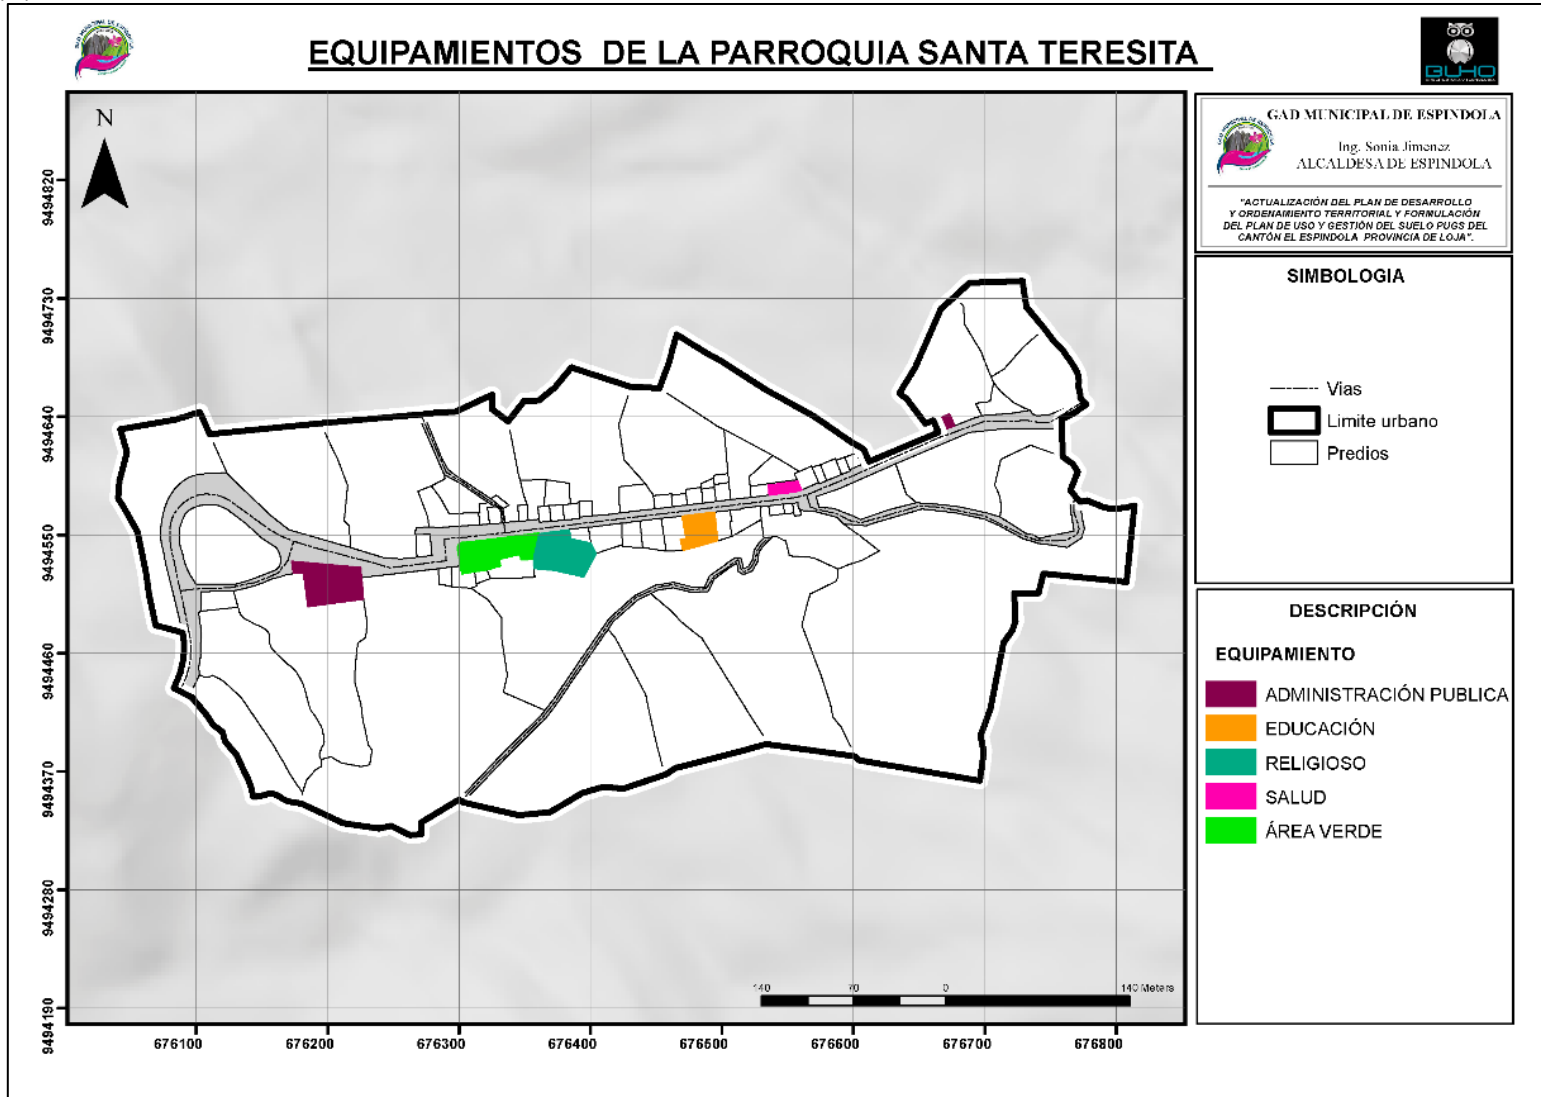 EQUIPAMIENTOS DE LA PARROQUIA SANTA TERESITA
BUHO
GAD MUNICIPAL DE ESPINDOLA
Ing. Sonia Jimenez
ALCALDESA DE ESPINDOLA
"ACTUALIZACIÓN DEL PLAN DE DESARROLLO
Y ORDENAMIENTO TERRITORIAL Y FORMULACIÓN
DEL PLAN DE USO Y GESTIÓN DEL SUELO PUGS DEL
CANTÓN EL ESPINDOLA PROVINCIA DE LOJA".
SIMBOLOGIA
Vias
Limite urbano
Predios
DESCRIPCIÓN
EQUIPAMIENTO
ADMINISTRACIÓN PUBLICA
EDUCACIÓN
RELIGIOSO
SALUD
ÁREA VERDE
N
9494820
9494730
9494640
9494550
9494460
9494370
9494280
9494190
140 70 0 140 Meters
676100 676200 676300 676400 676500 676600 676700 676800